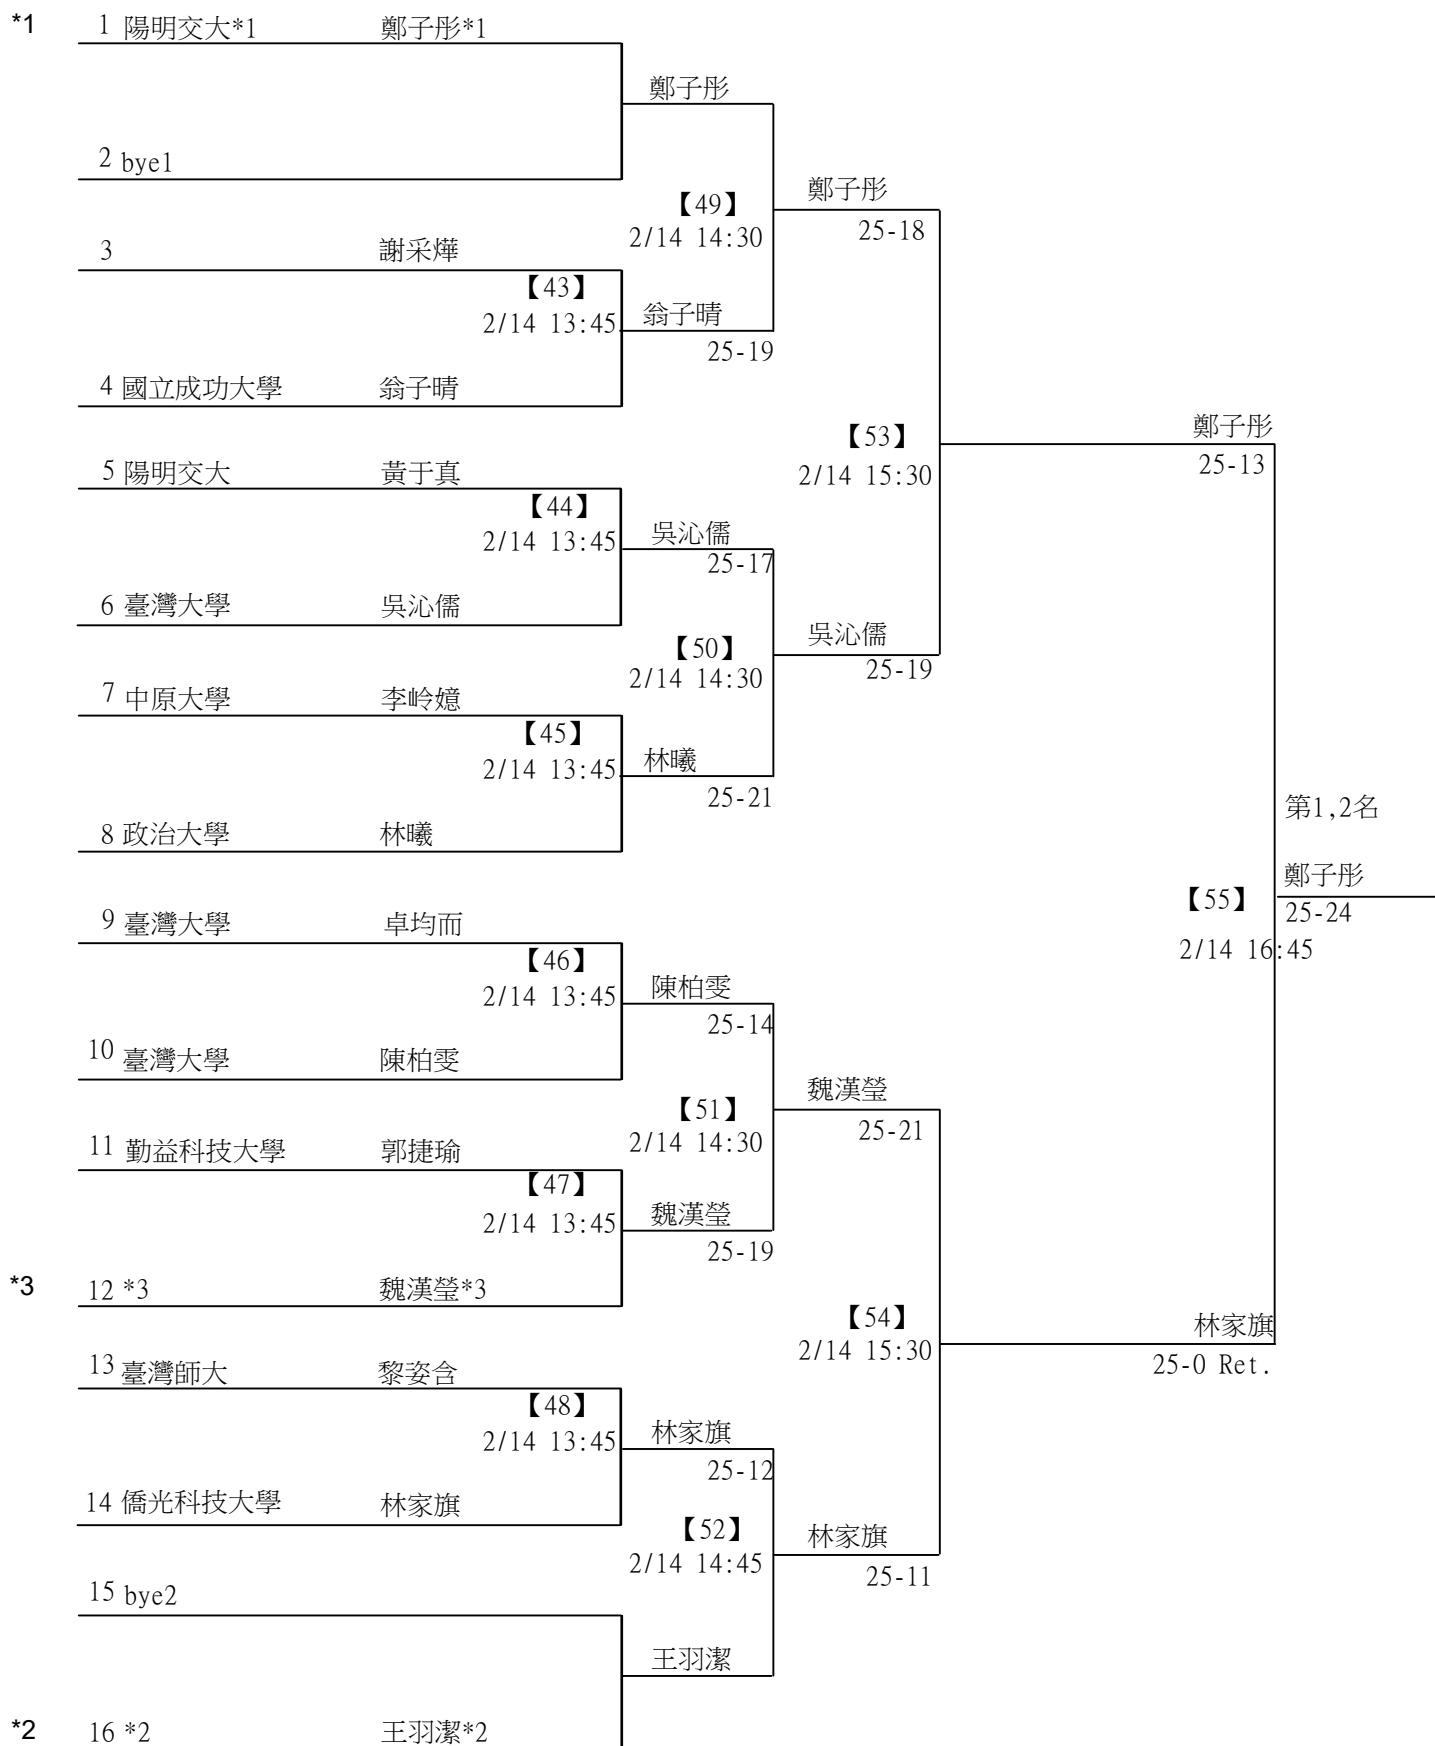 *1 1 陽明交大*1 鄭子彤*1
鄭子彤
2 bye1
鄭子彤
【49】
25-18
2/14 14:30
3 謝采燁
【43】
2/14 13:45
翁子晴
25-19
4 國立成功大學 翁子晴
鄭子彤
【53】
25-13
2/14 15:30
5 陽明交大 黃于真
【44】
2/14 13:45
吳沁儒
25-17
6 臺灣大學 吳沁儒
吳沁儒
【50】
25-19
2/14 14:30
7 中原大學 李岭嬑
【45】
2/14 13:45
林曦
25-21
8 政治大學 林曦
第1,2名
鄭子彤
【55】
25-24
2/14 16:45
9 臺灣大學 卓均而
【46】
2/14 13:45
陳柏雯
25-14
10 臺灣大學 陳柏雯
魏漢瑩
【51】
25-21
2/14 14:30
11 勤益科技大學 郭捷瑜
【47】
2/14 13:45
魏漢瑩
25-19
*3 12 *3 魏漢瑩*3
【54】
林家旗
2/14 15:30
25-0 Ret.
13 臺灣師大 黎姿含
【48】
2/14 13:45
林家旗
25-12
14 僑光科技大學 林家旗
【52】
林家旗
2/14 14:45
25-11
15 bye2
王羽潔
*2 16 *2 王羽潔*2